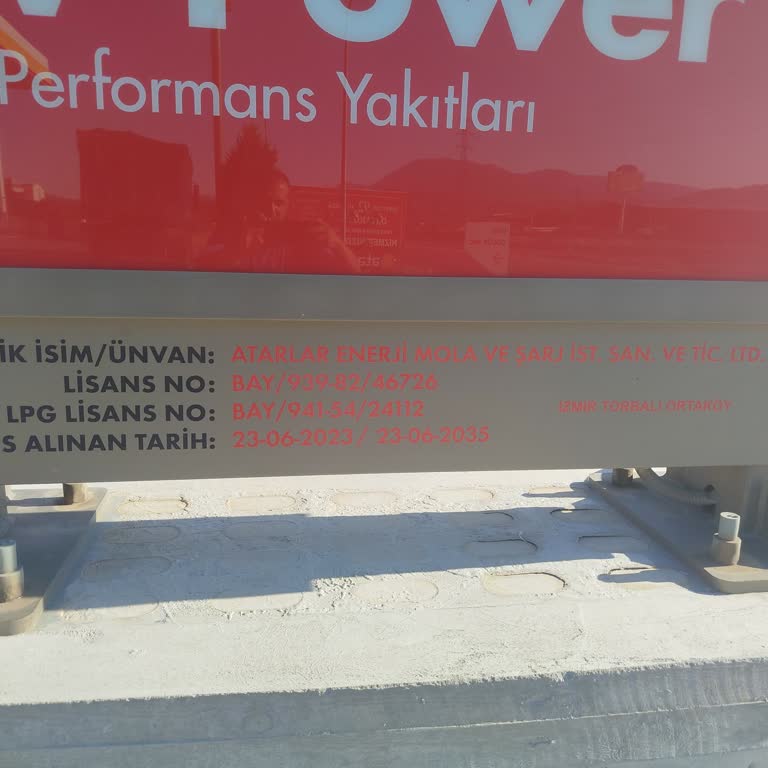 V Power
Performans Yakıtları
İK İSİM/ÜNVAN: ATARLAR ENERJİ MOLA VE ŞARJ İST. SAN. VE TİC. LTD.
LİSANS NO: BAY/939-82/46726
LPG LİSANS NO: BAY/941-54/24112
İZMİR TORBALI ORTAKÖY
S ALINAN TARİH: 23-06-2023 / 23-06-2035